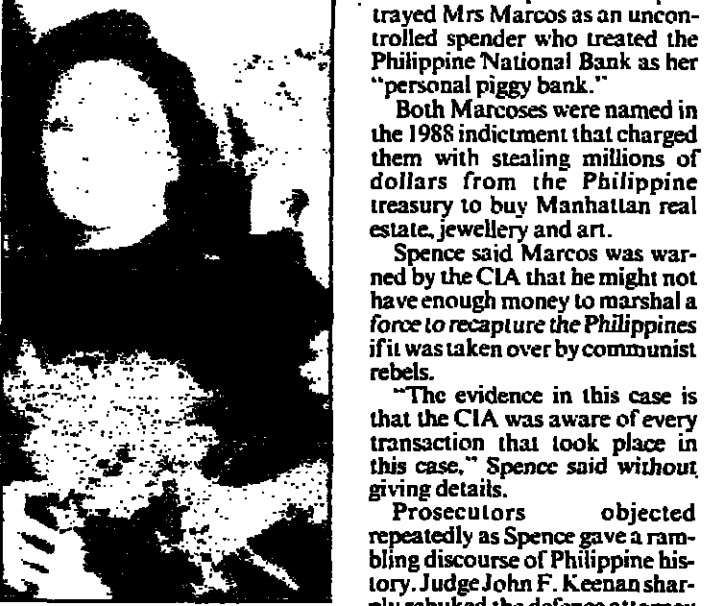 trayed Mrs Marcos as an uncon-
trolled spender who treated the
Philippine National Bank as her
"personal piggy bank."
Both Marcoses were named in
the 1988 indictment that charged
them with stealing millions of
dollars from the Philippine
treasury to buy Manhattan real
estate, jewellery and art.
Spence said Marcos was war-
ned by the CIA that he might not
have enough money to marshal a
force to recapture the Philippines
if it was taken over by communist
rebels.
"The evidence in this case is
that the CIA was aware of every
transaction that took place in
this case," Spence said without
giving details.
Prosecutors objected
repeatedly as Spence gave a ram-
bling discourse of Philippine his-
tory. Judge John F. Keenan shar-
ply rebuked the defence attorney